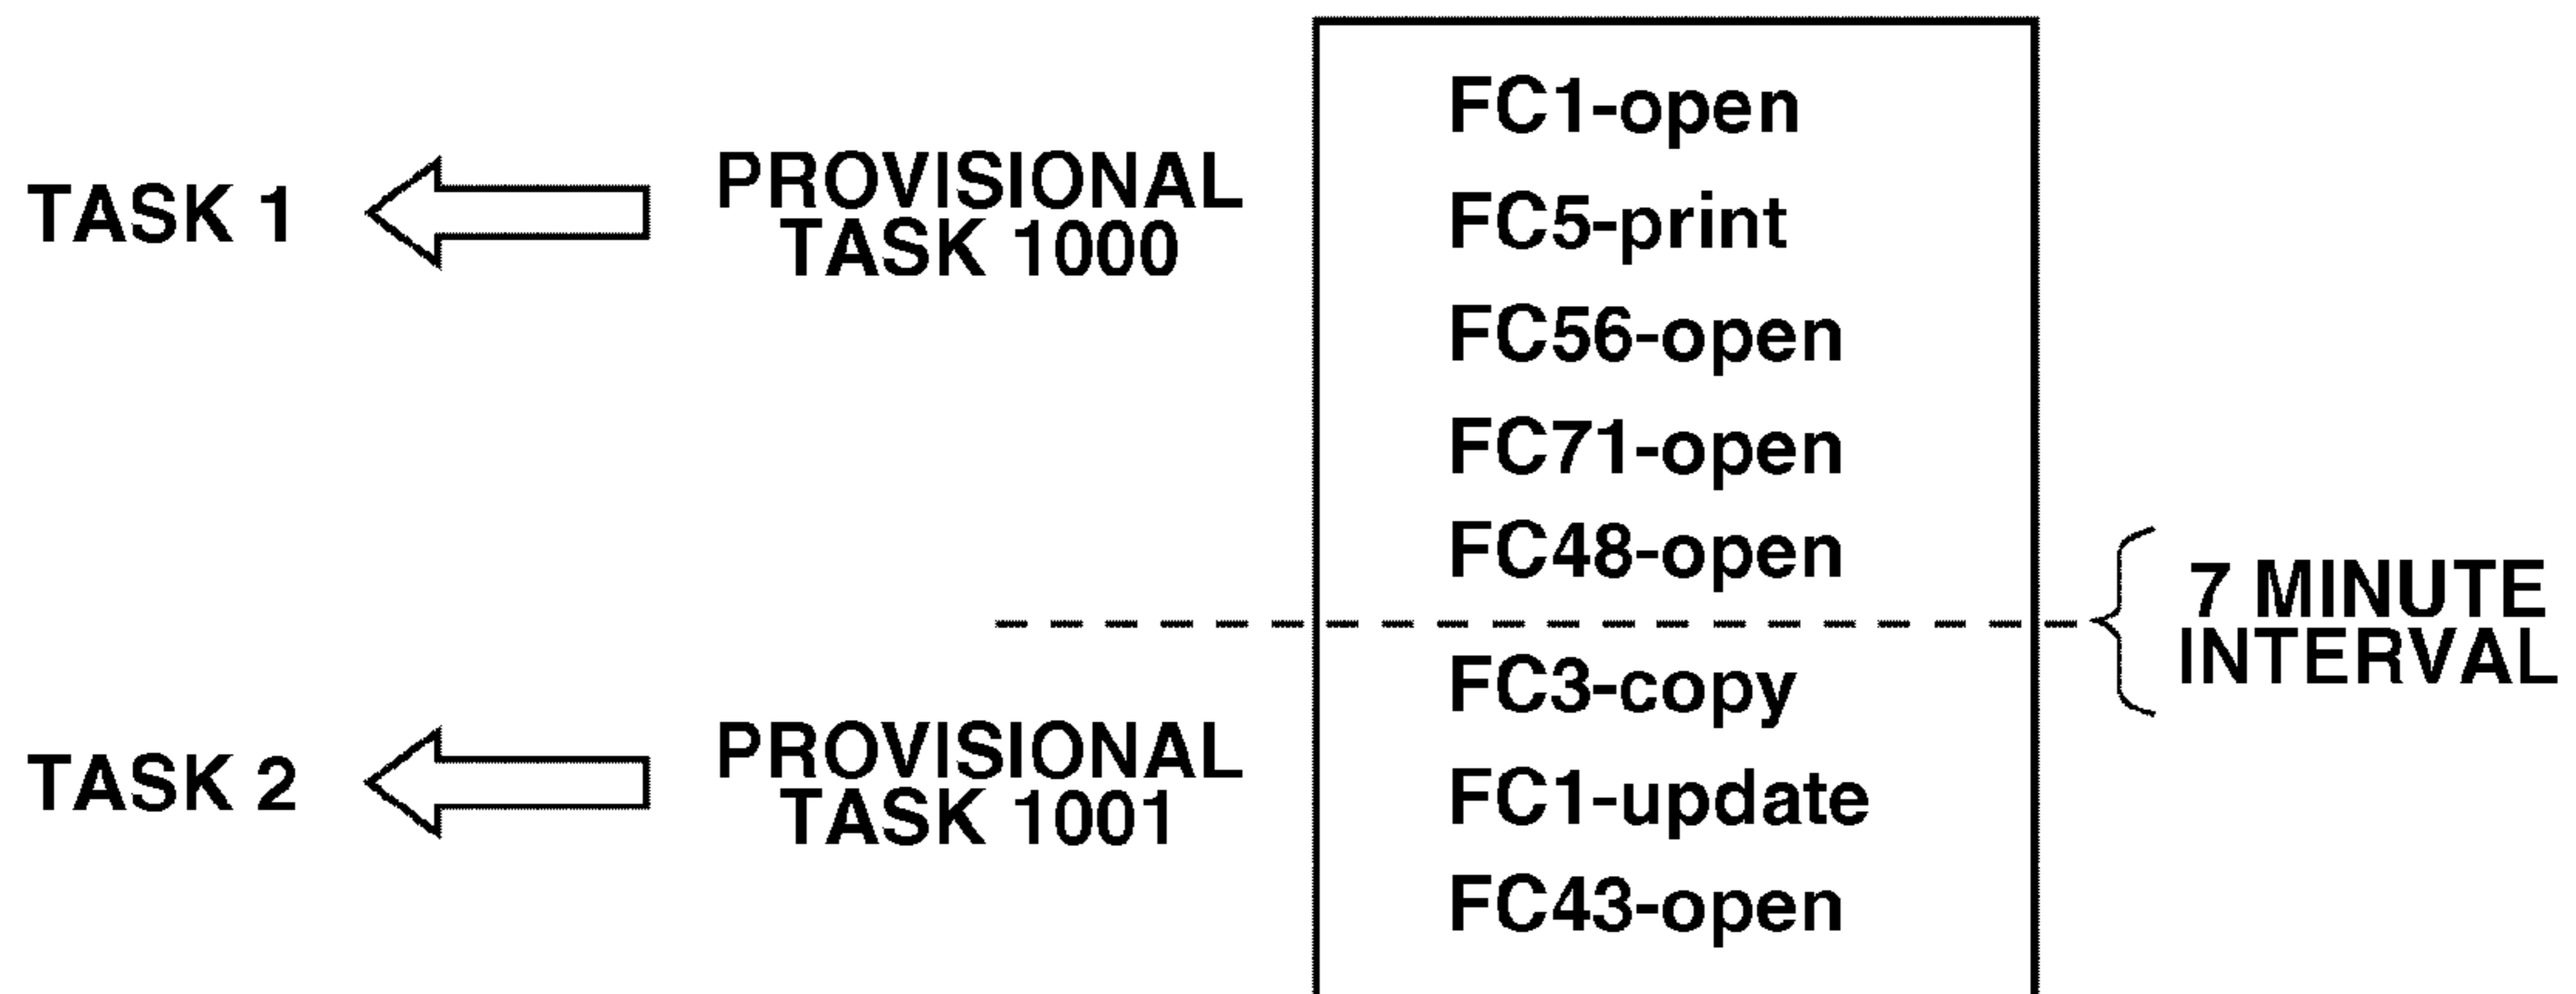 TASK 1
PROVISIONAL
TASK 1000
FC1-open
FC5-print
FC56-open
FC71-open
FC48-open
7 MINUTE
INTERVAL
TASK 2
PROVISIONAL
TASK 1001
FC3-copy
FC1-update
FC43-open